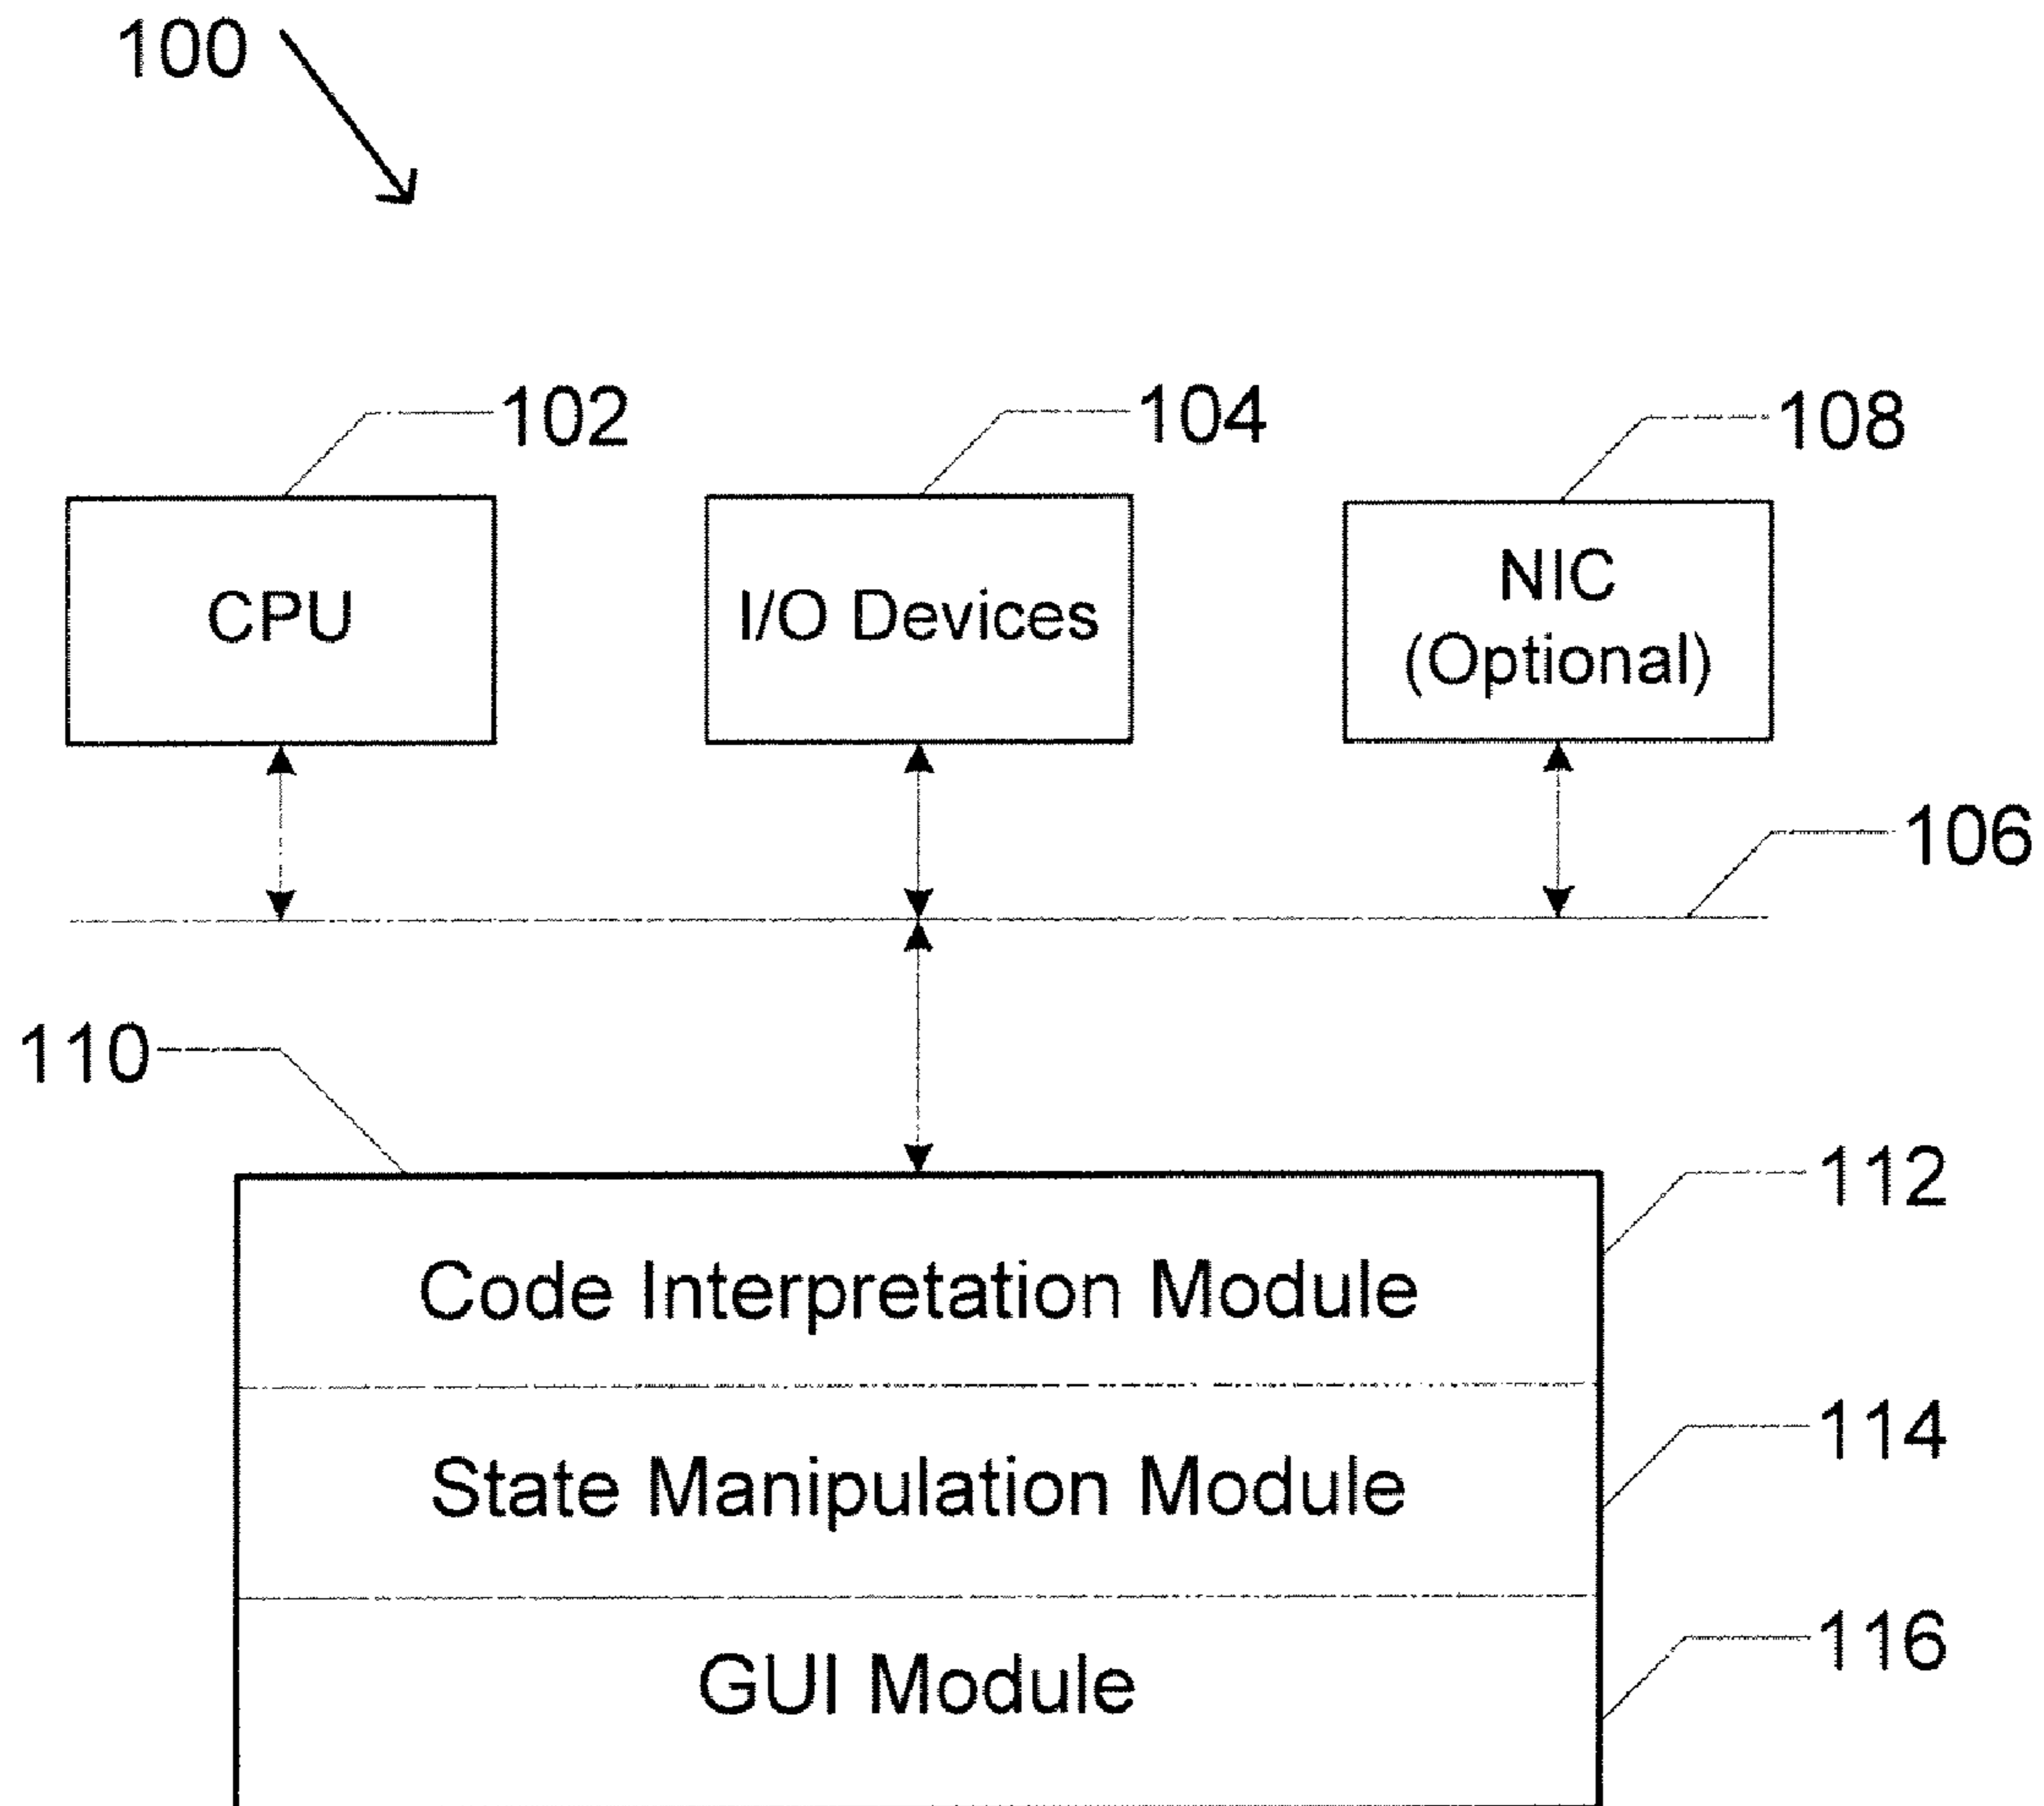 100
102
104
108
CPU
I/O Devices
NIC
(Optional)
106
110
112
Code Interpretation Module
114
State Manipulation Module
116
GUI Module